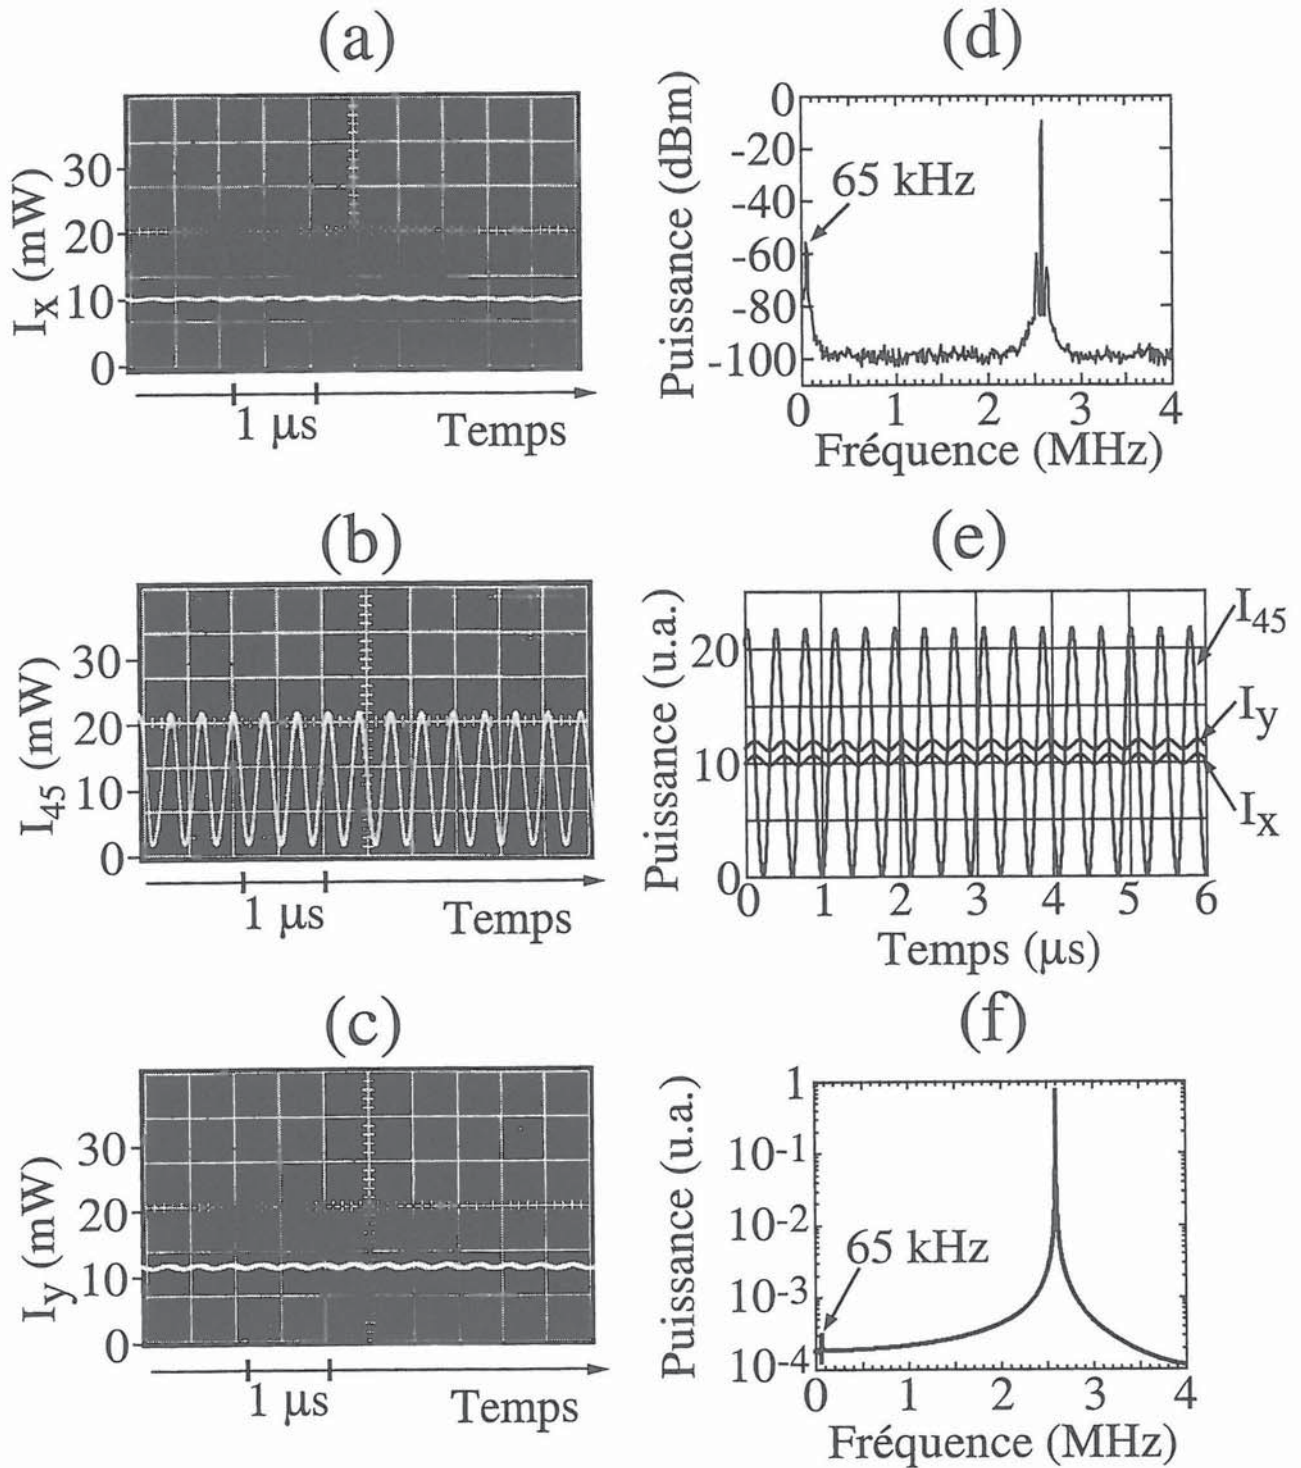 (a)
I_x (mW)
30
20
10
0
1 μs
Temps
(d)
Puissance (dBm)
0
-20
-40
-60
-80
-100
65 kHz
0 1 2 3 4
Fréquence (MHz)
(b)
I_45 (mW)
30
20
10
0
1 μs
Temps
(e)
Puissance (u.a.)
20
10
0
I_45
I_y
I_x
0 1 2 3 4 5 6
Temps (μs)
(c)
I_y (mW)
30
20
10
0
1 μs
Temps
(f)
Puissance (u.a.)
1
10^-1
10^-2
10^-3
10^-4
65 kHz
0 1 2 3 4
Fréquence (MHz)